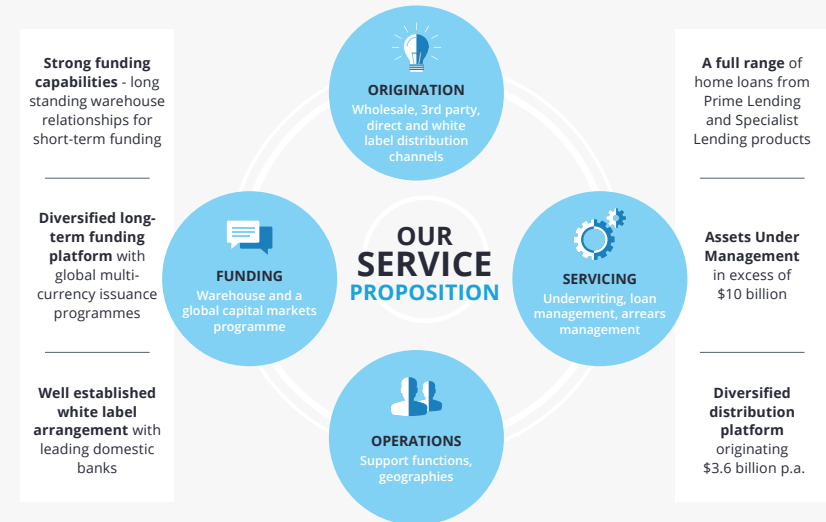 Strong funding
capabilities - long
standing warehouse
relationships for
short-term funding
Diversified long-
term funding
platform with
global multi-
currency issuance
programmes
Well established
white label
arrangement with
leading domestic
banks
ORIGINATION
Wholesale, 3rd party,
direct and white
label distribution
channels
FUNDING
Warehouse and a
global capital markets
programme
OUR
SERVICE
PROPOSITION
SERVICING
Underwriting, loan
management, arrears
management
OPERATIONS
Support functions,
geographies
A full range of
home loans from
Prime Lending
and Specialist
Lending products
Assets Under
Management
in excess of
$10 billion
Diversified
distribution
platform
originating
$3.6 billion p.a.